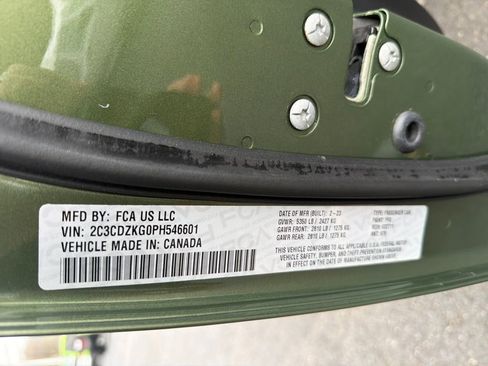 MFD BY: FCA US LLC
VIN: 2C3CDZKG0PH546601
VEHICLE MADE IN: CANADA
DATE OF MFR (BUILT): 2-23
GVWR: 5350 LB / 2427 KG
GAWR FRONT: 2810 LB / 1275 KG
GAWR REAR: 2810 LB / 1275 KG
THIS VEHICLE CONFORMS TO ALL APPLICABLE U.S.A. FEDERAL MOTOR
VEHICLE SAFETY, BUMPER, AND THEFT PREVENTION STANDARDS
IN EFFECT ON THE DATE OF MANUFACTURE SHOWN ABOVE.
TYPE: PASSENGER CAR
PAINT:
MDH: